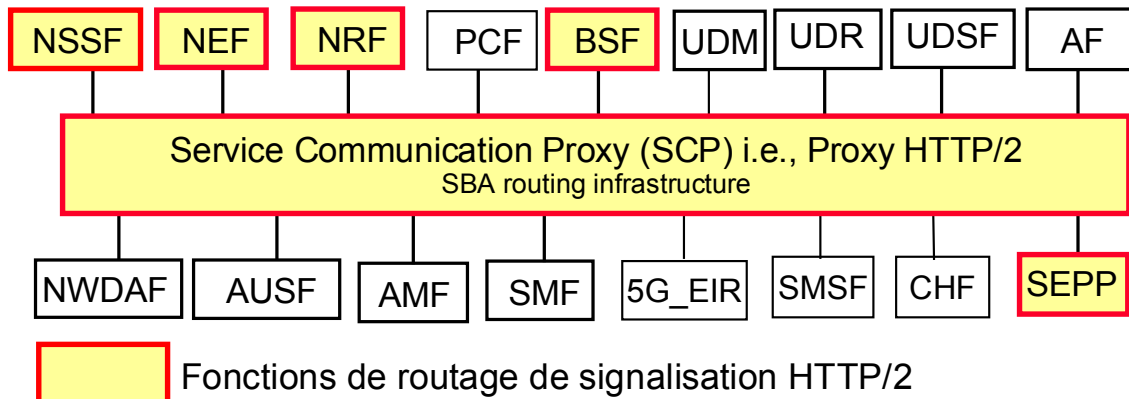 NSSF NEF NRF PCF BSF UDM UDR UDSF AF
Service Communication Proxy (SCP) i.e., Proxy HTTP/2
SBA routing infrastructure
NWDAF AUSF AMF SMF 5G_EIR SMSF CHF SEPP
Fonctions de routage de signalisation HTTP/2